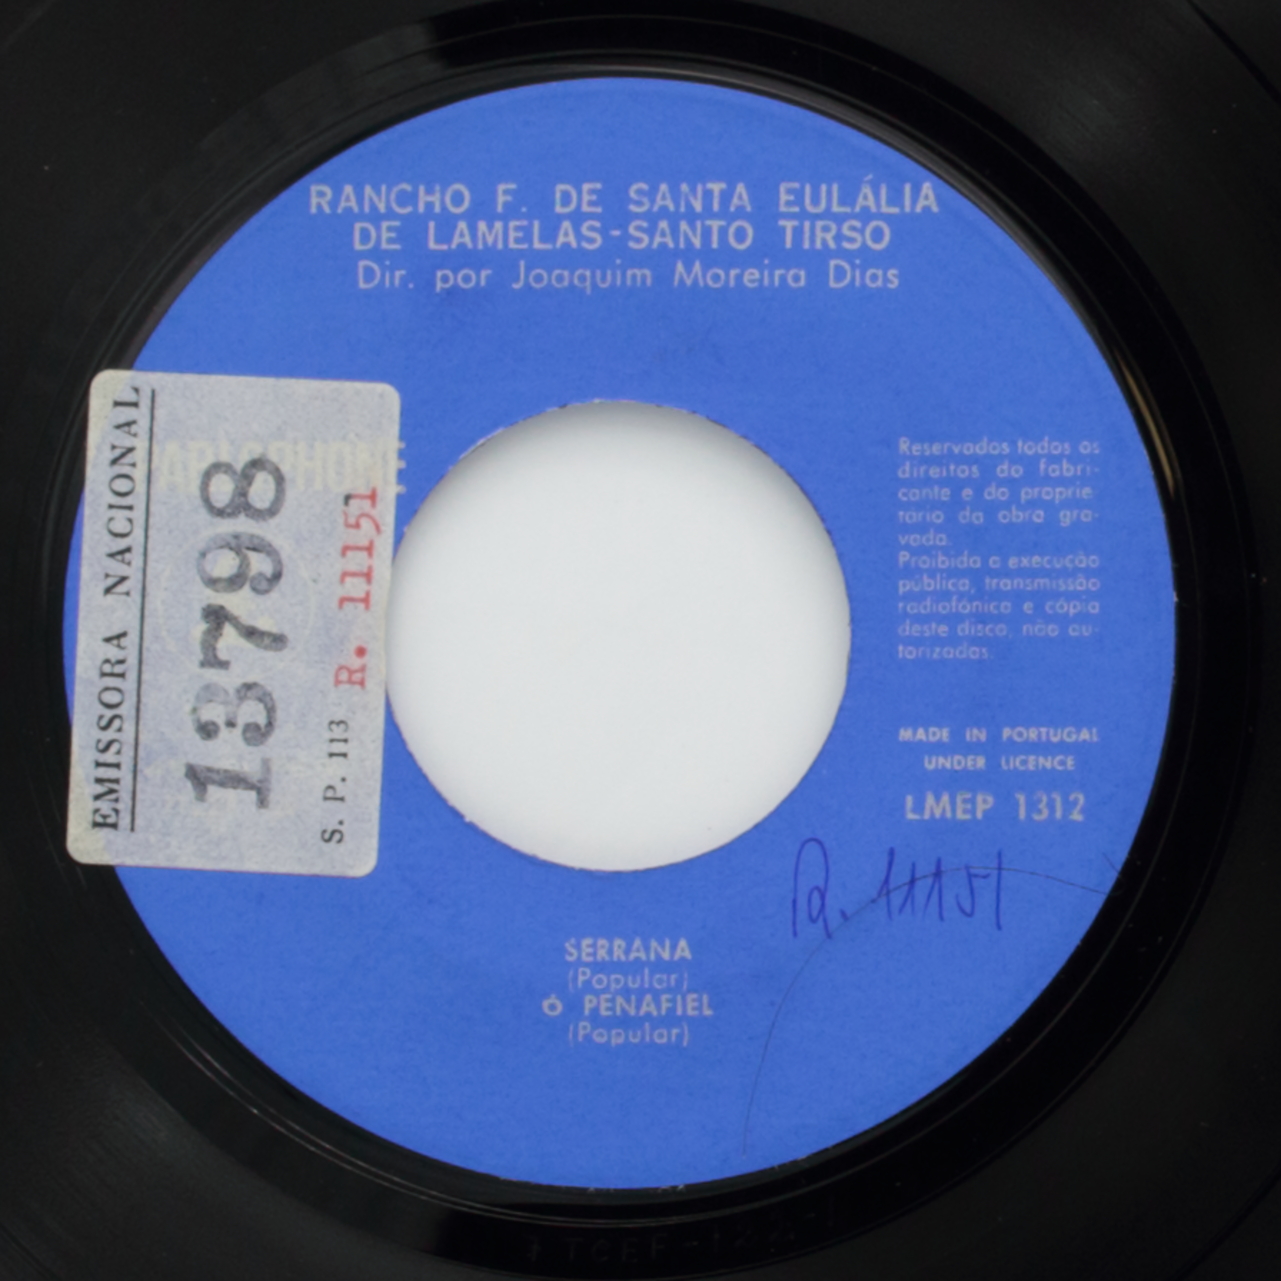 RANCHO F. DE SANTA EULÁLIA
DE LAMELAS-SANTO TIRSO
Dir. por Joaquim Moreira Dias
EMISSORA NACIONAL
13798
S. P. 113 R. 11151
Reservados todos os
direitos do fabri-
cante e do proprie-
tário da obra gra-
vada.
Proibida a execução
pública, transmissão
radiofónica e cópia
deste disco, não au-
torizadas.
MADE IN PORTUGAL
UNDER LICENCE
LMEP 1312
R. 11151
SERRANA
(Popular)
Ó PENAFIEL
(Popular)